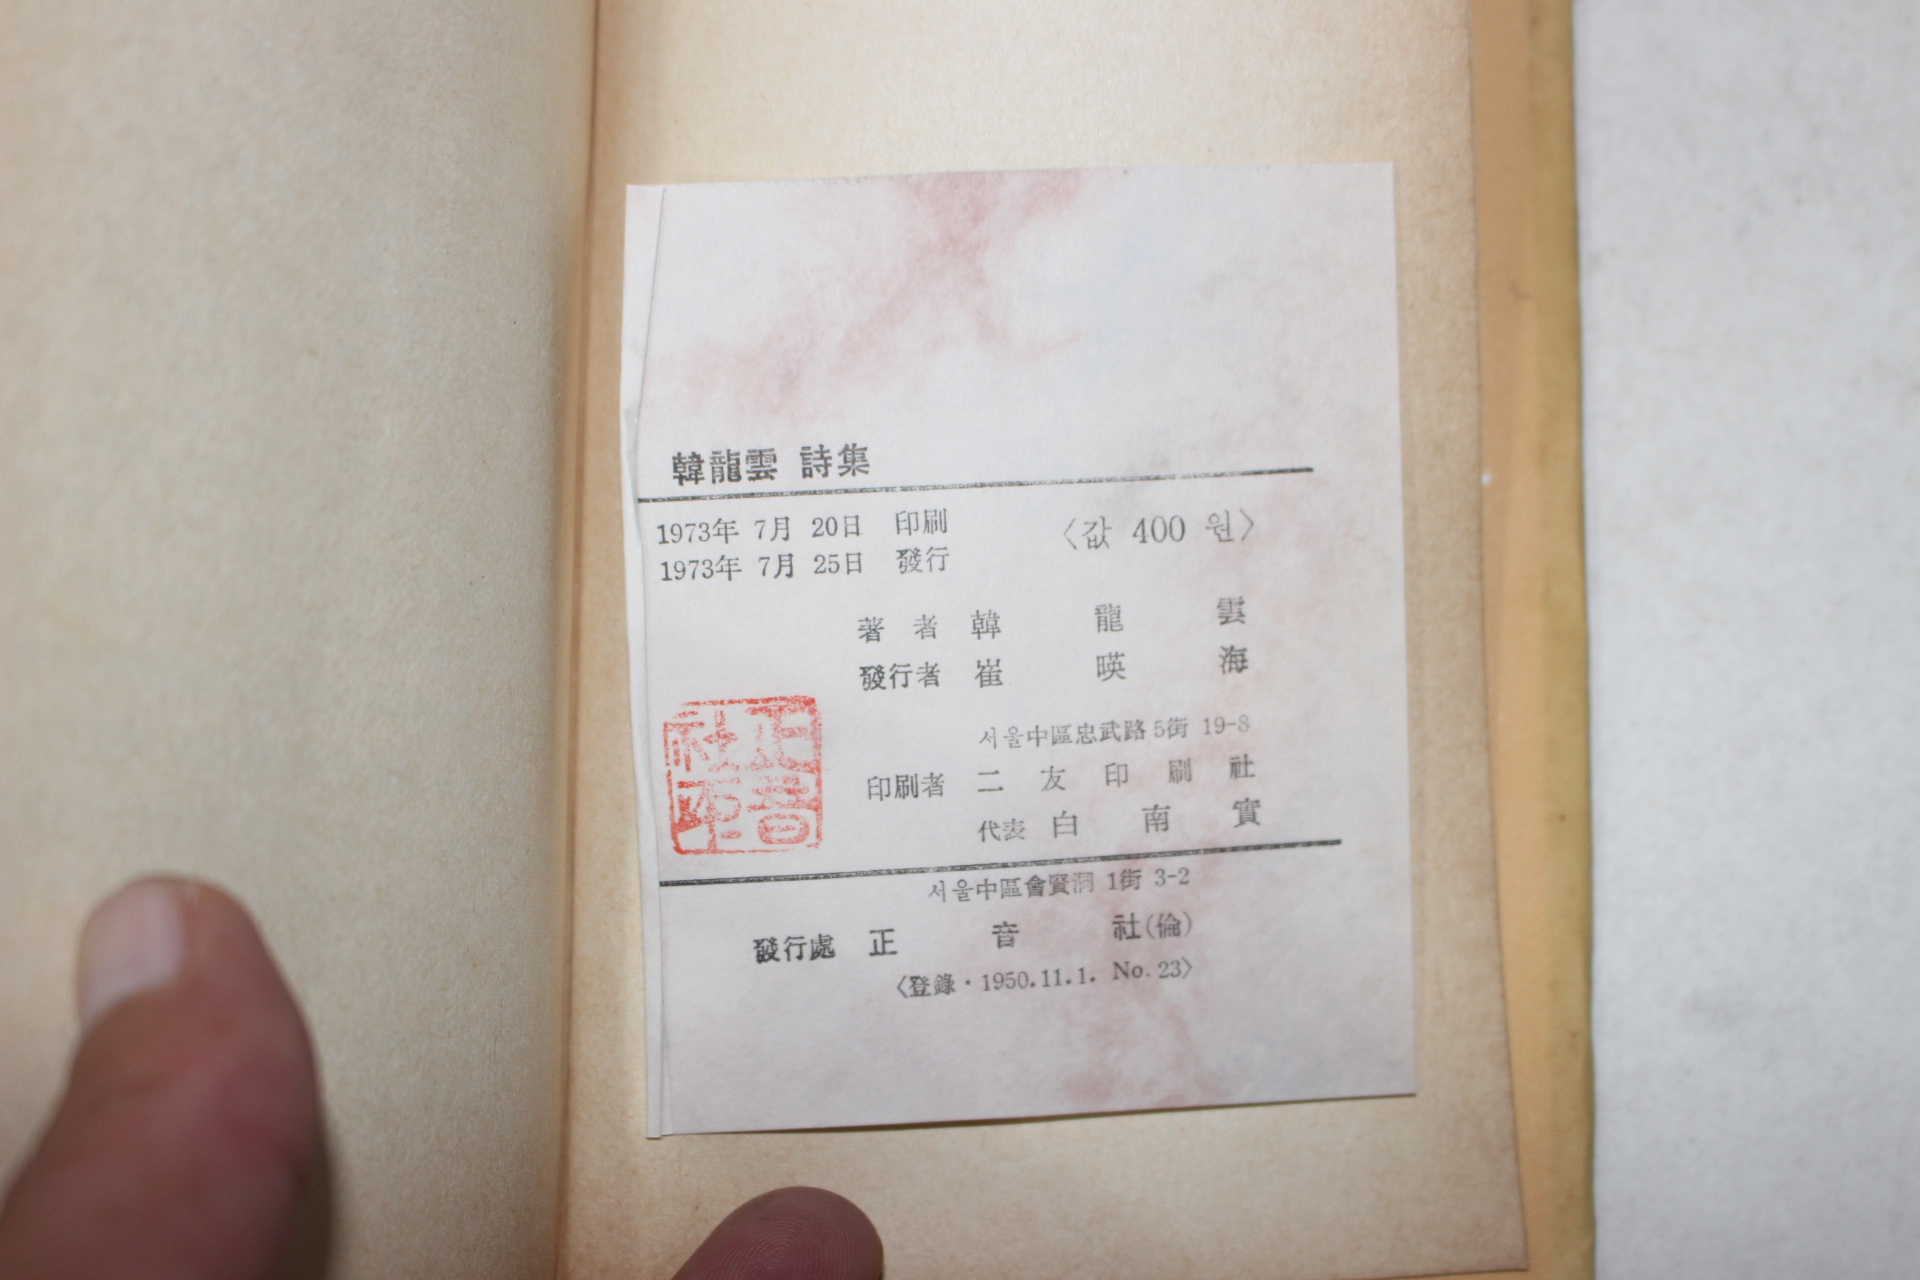 韓龍雲 詩集
1973年 7月 20日 印刷 〈값 400 원〉
1973年 7月 25日 發行
著 者 韓 龍 雲
發行者 崔 暎 海
서울中區忠武路 5街 19-8
印刷者 二 友 印 刷 社
代表 白 南 實
서울中區會賢洞 1街 3-2
發行處 正 音 社(倫)
〈登錄·1950.11.1. No. 23〉